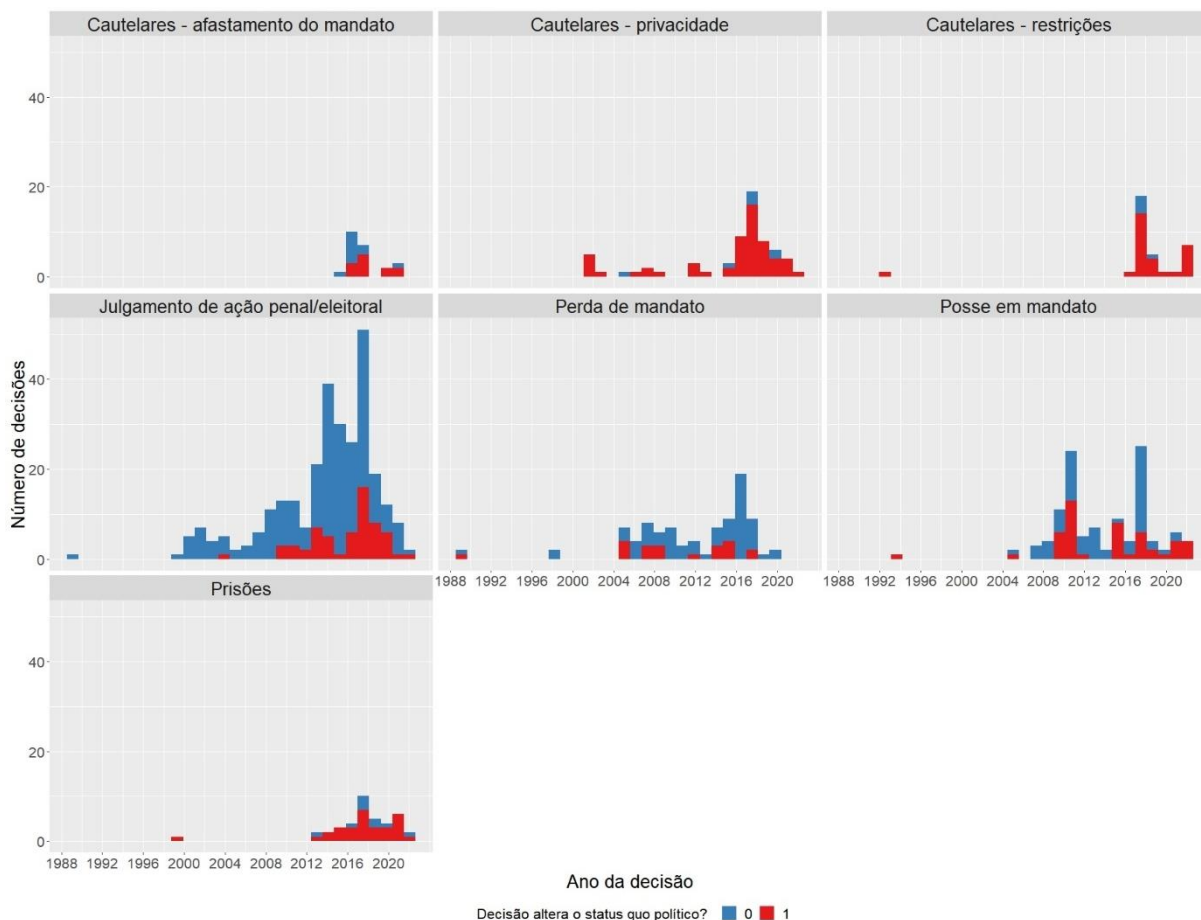 Cautelares - afastamento do mandato
Cautelares - privacidade
Cautelares - restrições
40
20
0
Julgamento de ação penal/eleitoral
Perda de mandato
Posse em mandato
Número de decisões
40
20
0
1988 1992 1996 2000 2004 2008 2012 2016 2020
1988 1992 1996 2000 2004 2008 2012 2016 2020
Prisões
40
20
0
1988 1992 1996 2000 2004 2008 2012 2016 2020
Ano da decisão
Decisão altera o status quo político? 0 1